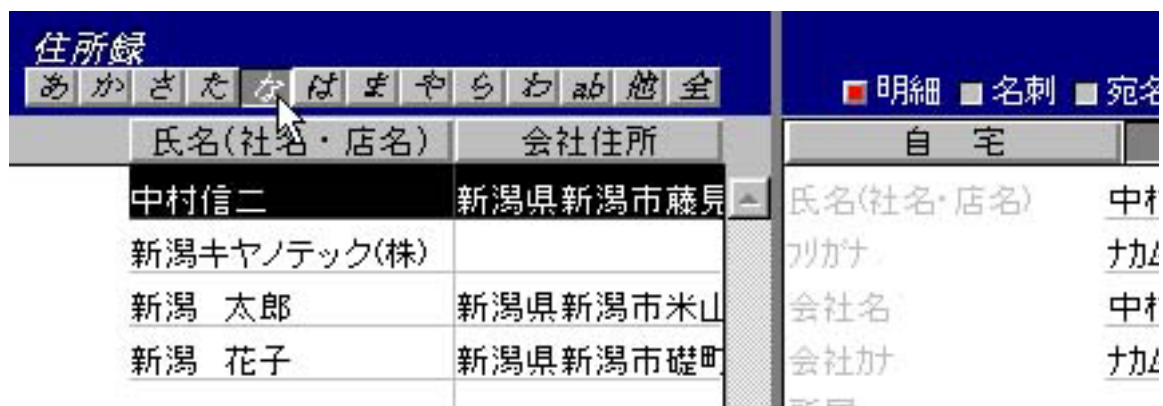 住所録
あ か さ た な は ま や ら わ ab 他 全
明細 名刺 宛名
氏名(社名・店名) 会社住所
自 宅
中村信二 新潟県新潟市藤見
新潟キヤノテック(株)
新潟 太郎 新潟県新潟市米山
新潟 花子 新潟県新潟市礎町
氏名(社名・店名) 中村
フリガナ ナカム
会社名 中村
会社カナ ナカム